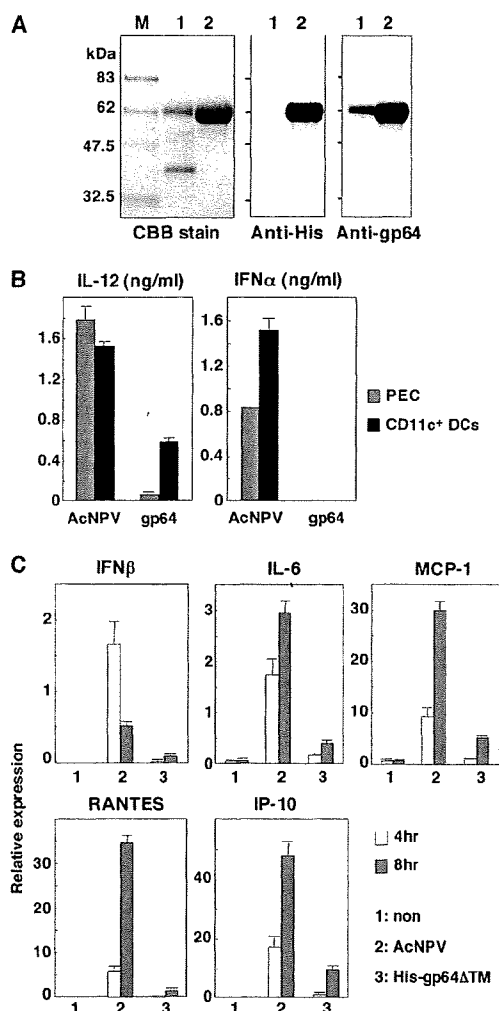 A
M 1 2 1 2 1 2
kDa
83
62
47.5
32.5
CBB stain Anti-His Anti-gp64
B
IL-12 (ng/ml) IFNα (ng/ml)
1.6 1.6
1.2 1.2
0.8 0.8
0.4 0.4
0 0
PEC
CD11c+ DCs
AcNPV gp64 AcNPV gp64
C
IFNβ IL-6 MCP-1
2 3 30
2 20
1
1 10
0 0 0
1 2 3 1 2 3 1 2 3
RANTES IP-10
Relative expression
30 40
20
20
10
0 0
1 2 3 1 2 3
4hr
8hr
1: non
2: AcNPV
3: His-gp64ΔTM